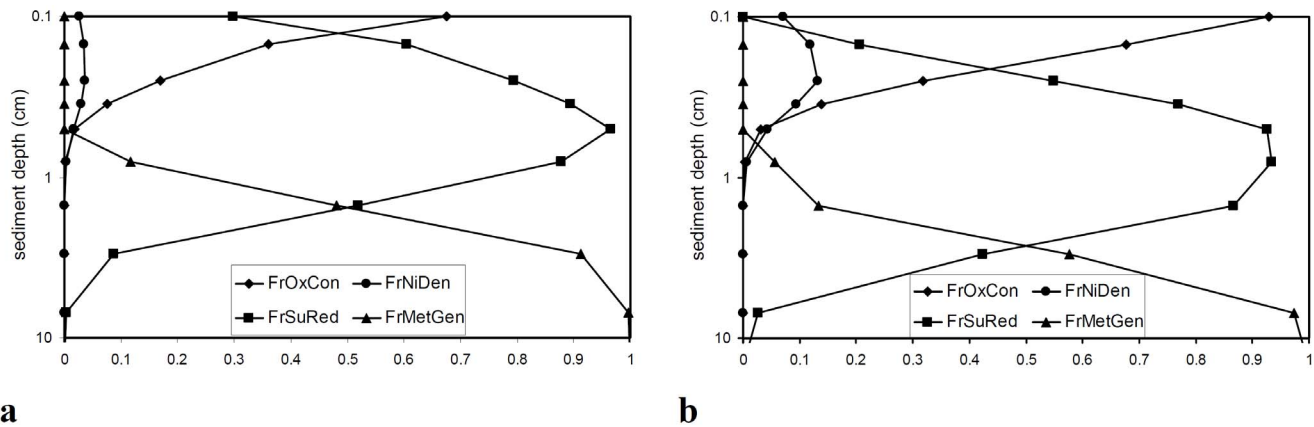 0.1
1
10
sediment depth (cm)
0 0.1 0.2 0.3 0.4 0.5 0.6 0.7 0.8 0.9 1
FrOxCon FrNiDen
FrSuRed FrMetGen
a
0.1
1
10
sediment depth (cm)
0 0.1 0.2 0.3 0.4 0.5 0.6 0.7 0.8 0.9 1
FrOxCon FrNiDen
FrSuRed FrMetGen
b